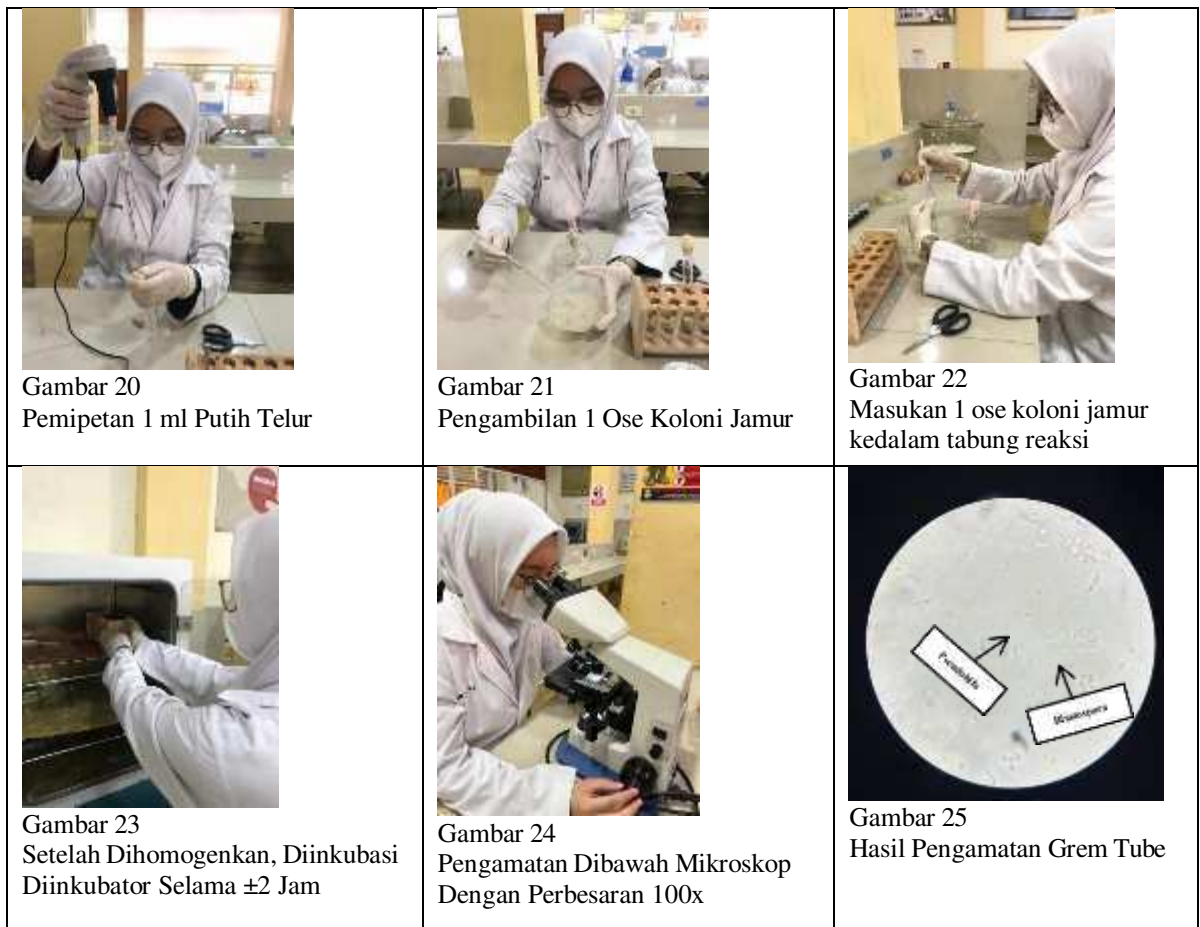 Gambar 20
Pemipetan 1 ml Putih Telur
Gambar 21
Pengambilan 1 Ose Koloni Jamur
Gambar 22
Masukan 1 ose koloni jamur
kedalam tabung reaksi
Gambar 23
Setelah Dihomogenkan, Diinkubasi
Diinkubator Selama ±2 Jam
Gambar 24
Pengamatan Dibawah Mikroskop
Dengan Perbesaran 100x
Gambar 25
Hasil Pengamatan Grem Tube